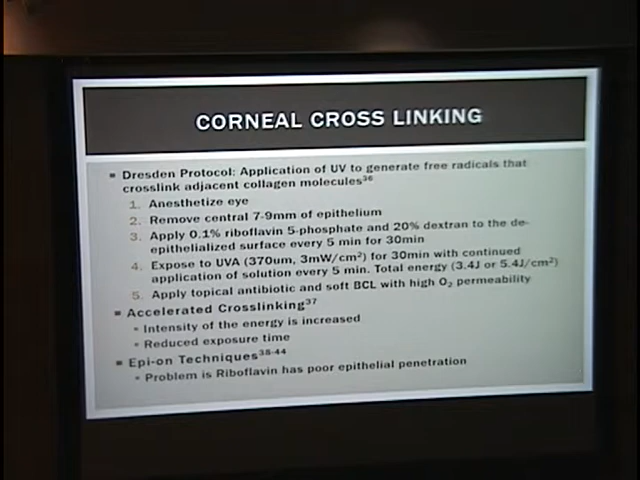 CORNEAL CROSS LINKING
Dresden Protocol: Application of UV to generate free radicals that
crosslink adjacent collagen molecules³⁶
1. Anesthetize eye
2. Remove central 7-9mm of epithelium
3. Apply 0.1% riboflavin 5-phosphate and 20% dextran to the de-
epithelialized surface every 5 min for 30min
4. Expose to UVA (370um, 3mW/cm²) for 30min with continued
application of solution every 5 min. Total energy (3.4J or 5.4J/cm²)
5. Apply topical antibiotic and soft BCL with high O₂ permeability
Accelerated Crosslinking³⁷
Intensity of the energy is increased
Reduced exposure time
Epi-on Techniques³⁸⁻⁴⁴
Problem is Riboflavin has poor epithelial penetration